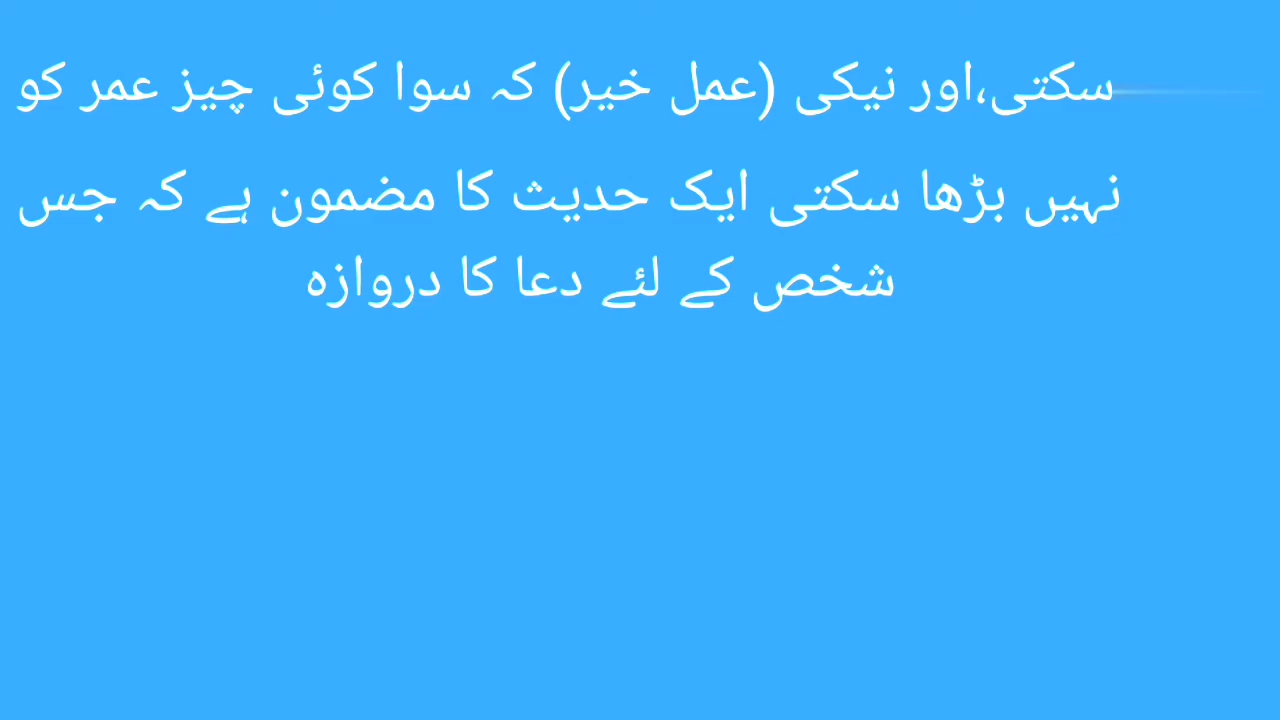 سکتی،اور نیکی (عمل خیر) کہ سوا کوئی چیز عمر کو
نہیں بڑھا سکتی ایک حدیث کا مضمون ہے کہ جس
شخص کے لئے دعا کا دروازہ